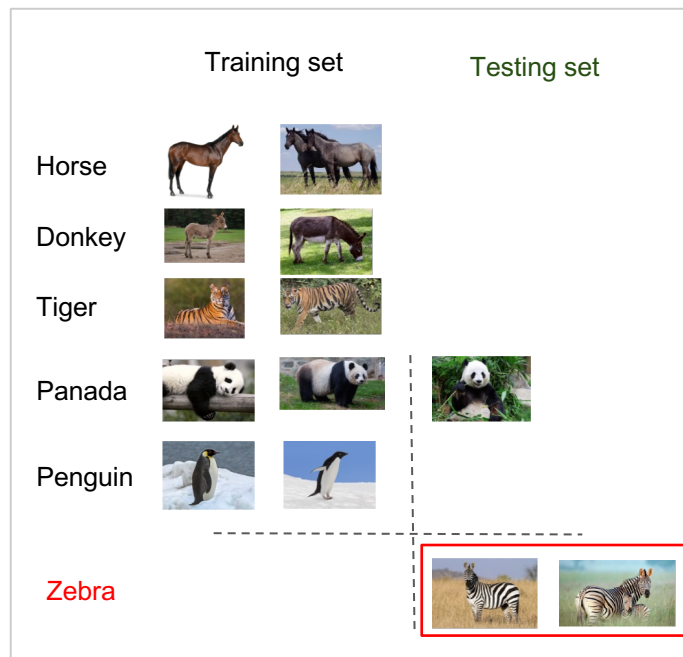 Training set
Testing set
Horse
Donkey
Tiger
Panada
Penguin
Zebra